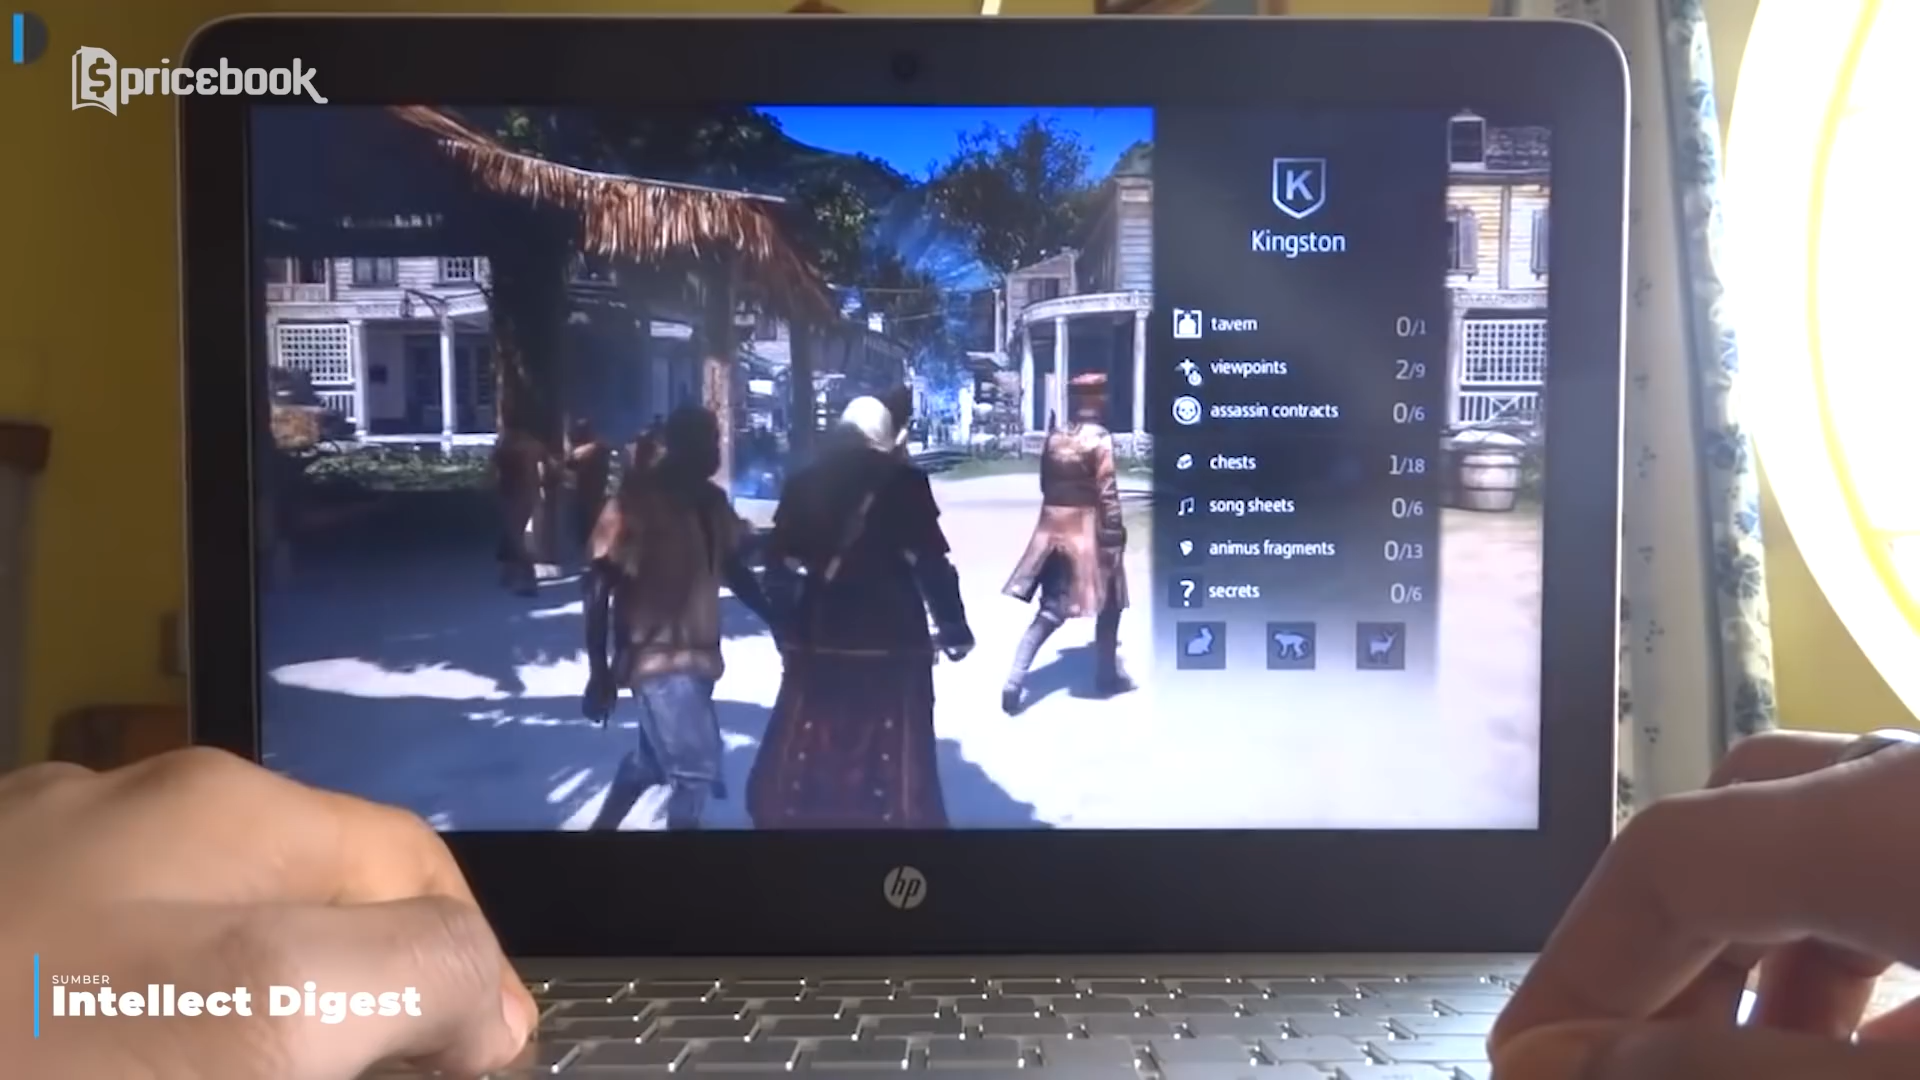 pricebook
K
Kingston
tavern 0/1
viewpoints 2/9
assassin contracts 0/6
chests 1/18
song sheets 0/6
animus fragments 0/13
? secrets 0/6
hp
SUMBER
Intellect Digest